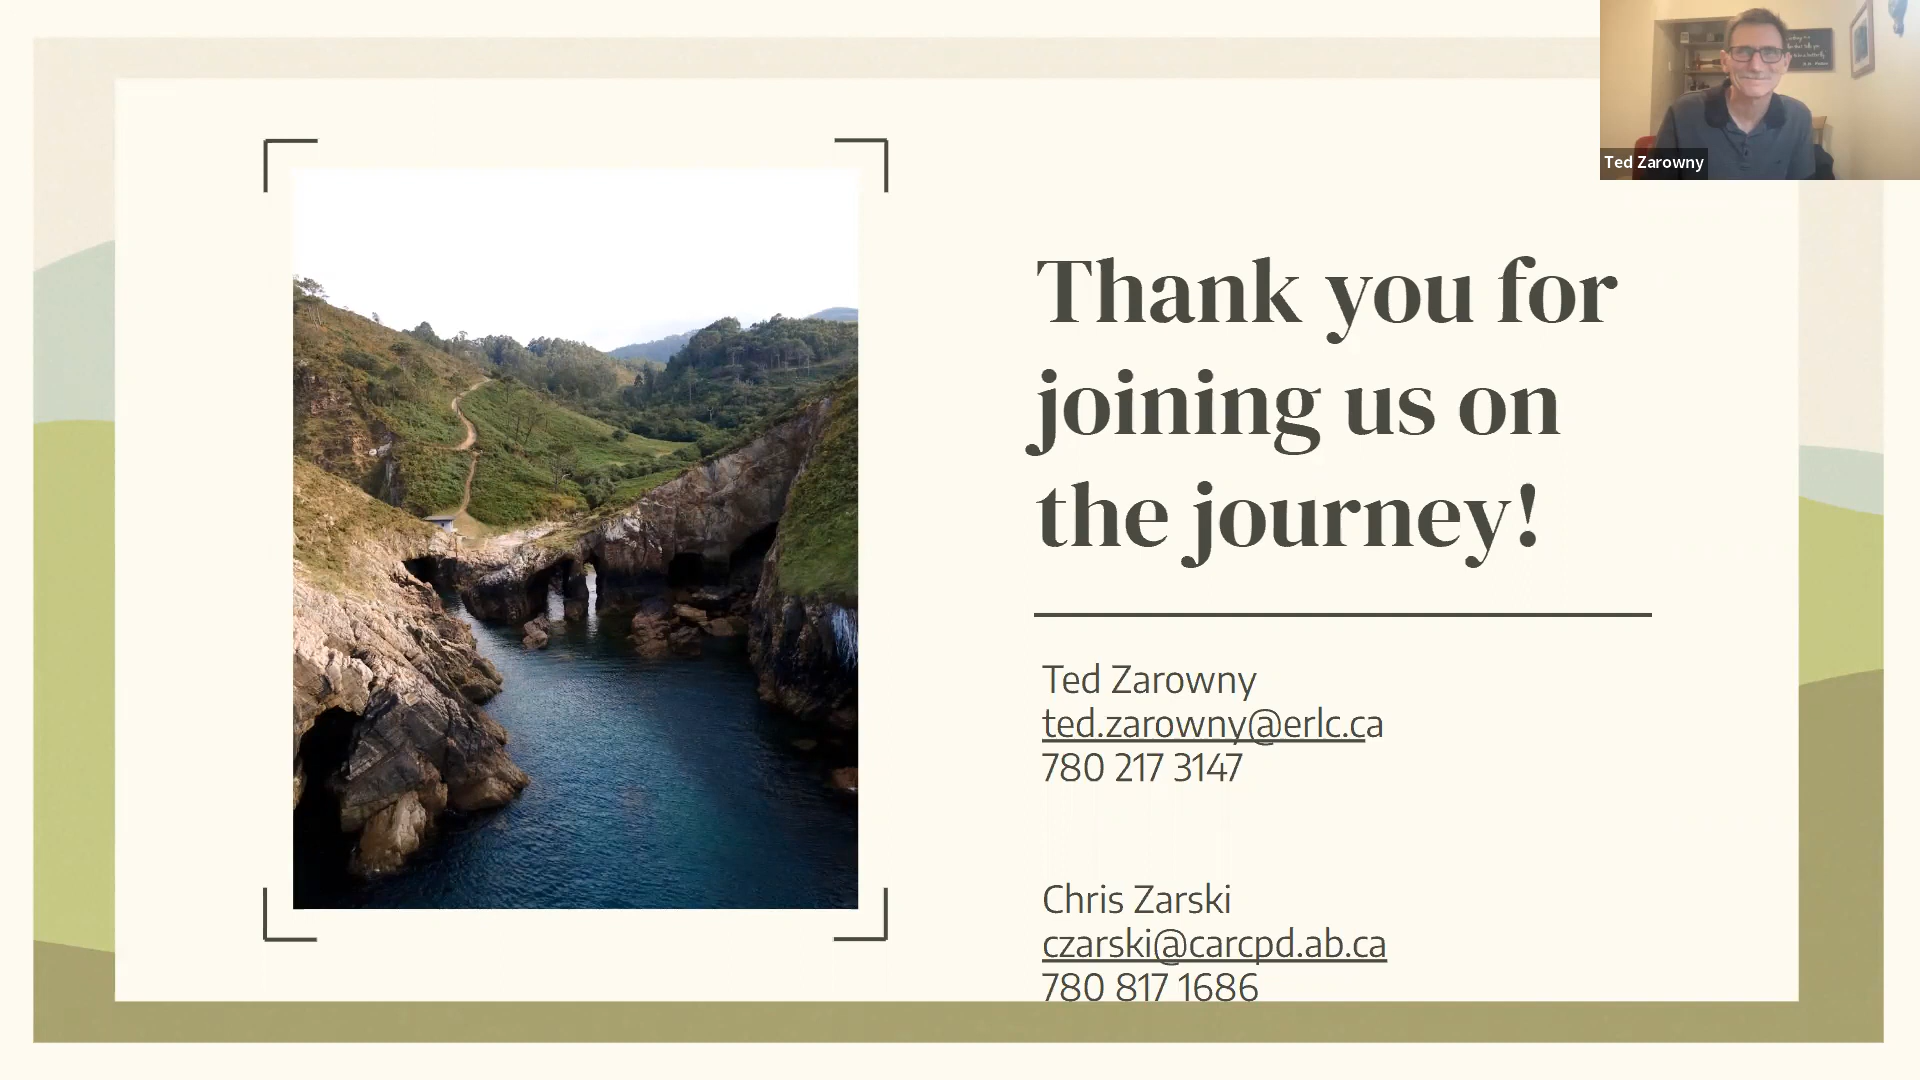 Ted Zarowny
Thank you for
joining us on
the journey!
Ted Zarowny
ted.zarowny@erlc.ca
780 217 3147
Chris Zarski
czarski@carcpd.ab.ca
780 817 1686